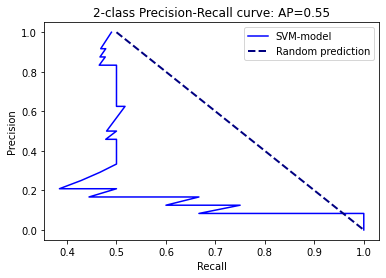 2-class Precision-Recall curve: AP=0.55
SVM-model
Random prediction
Precision
1.0
0.8
0.6
0.4
0.2
0.0
0.4 0.5 0.6 0.7 0.8 0.9 1.0
Recall